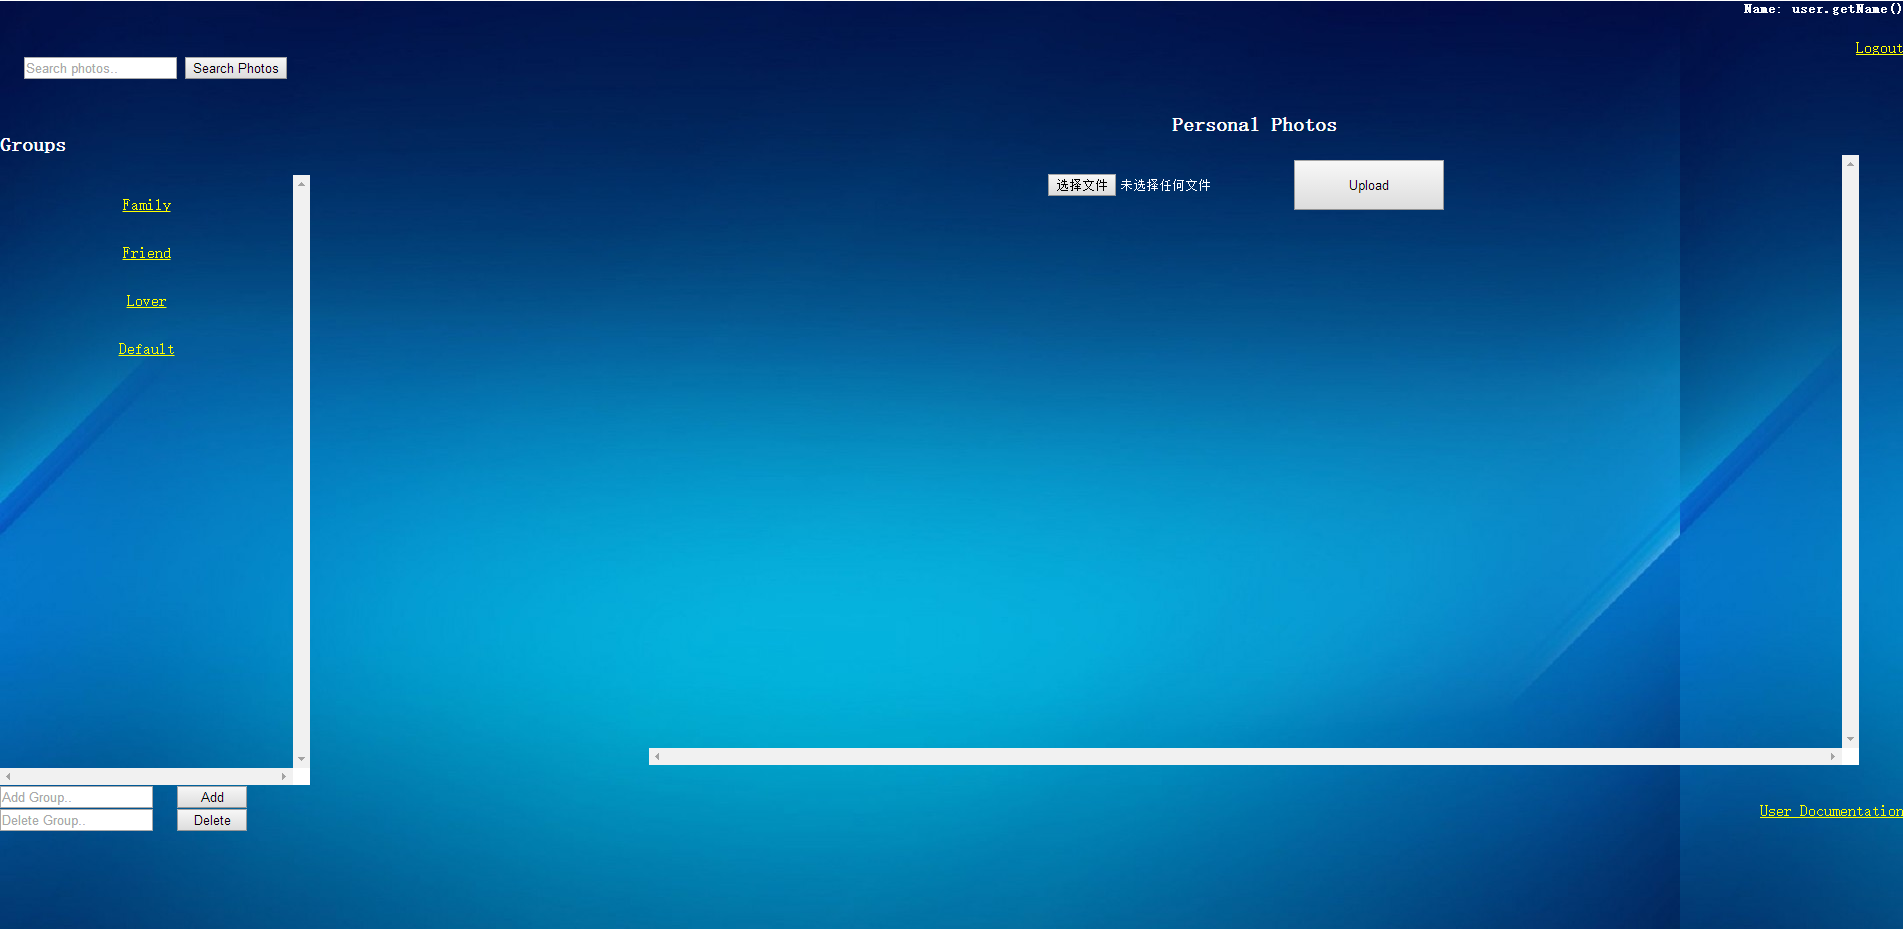 Name: user.getName()
Logout
Search photos..
Search Photos
Personal Photos
Groups
选择文件 未选择任何文件
Upload
Family
Friend
Lover
Default
Add Group..
Add
Delete Group..
Delete
User Documentation